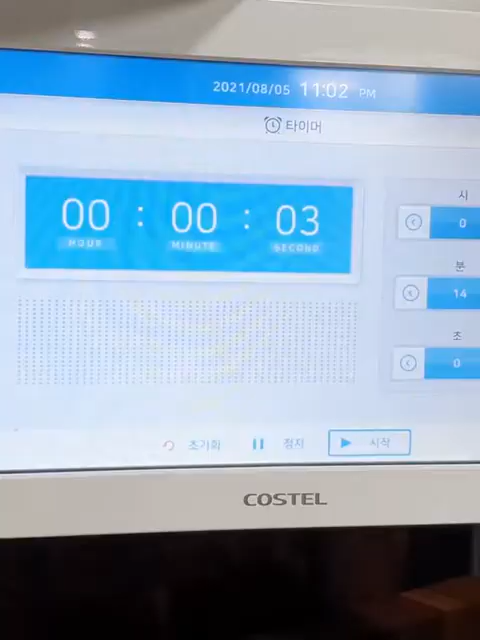 2021/08/05 11:02 PM
타이머
00 : 00 : 03
HOUR MINUTE SECOND
시
0
분
14
초
0
초기화 정지 시작
COSTEL